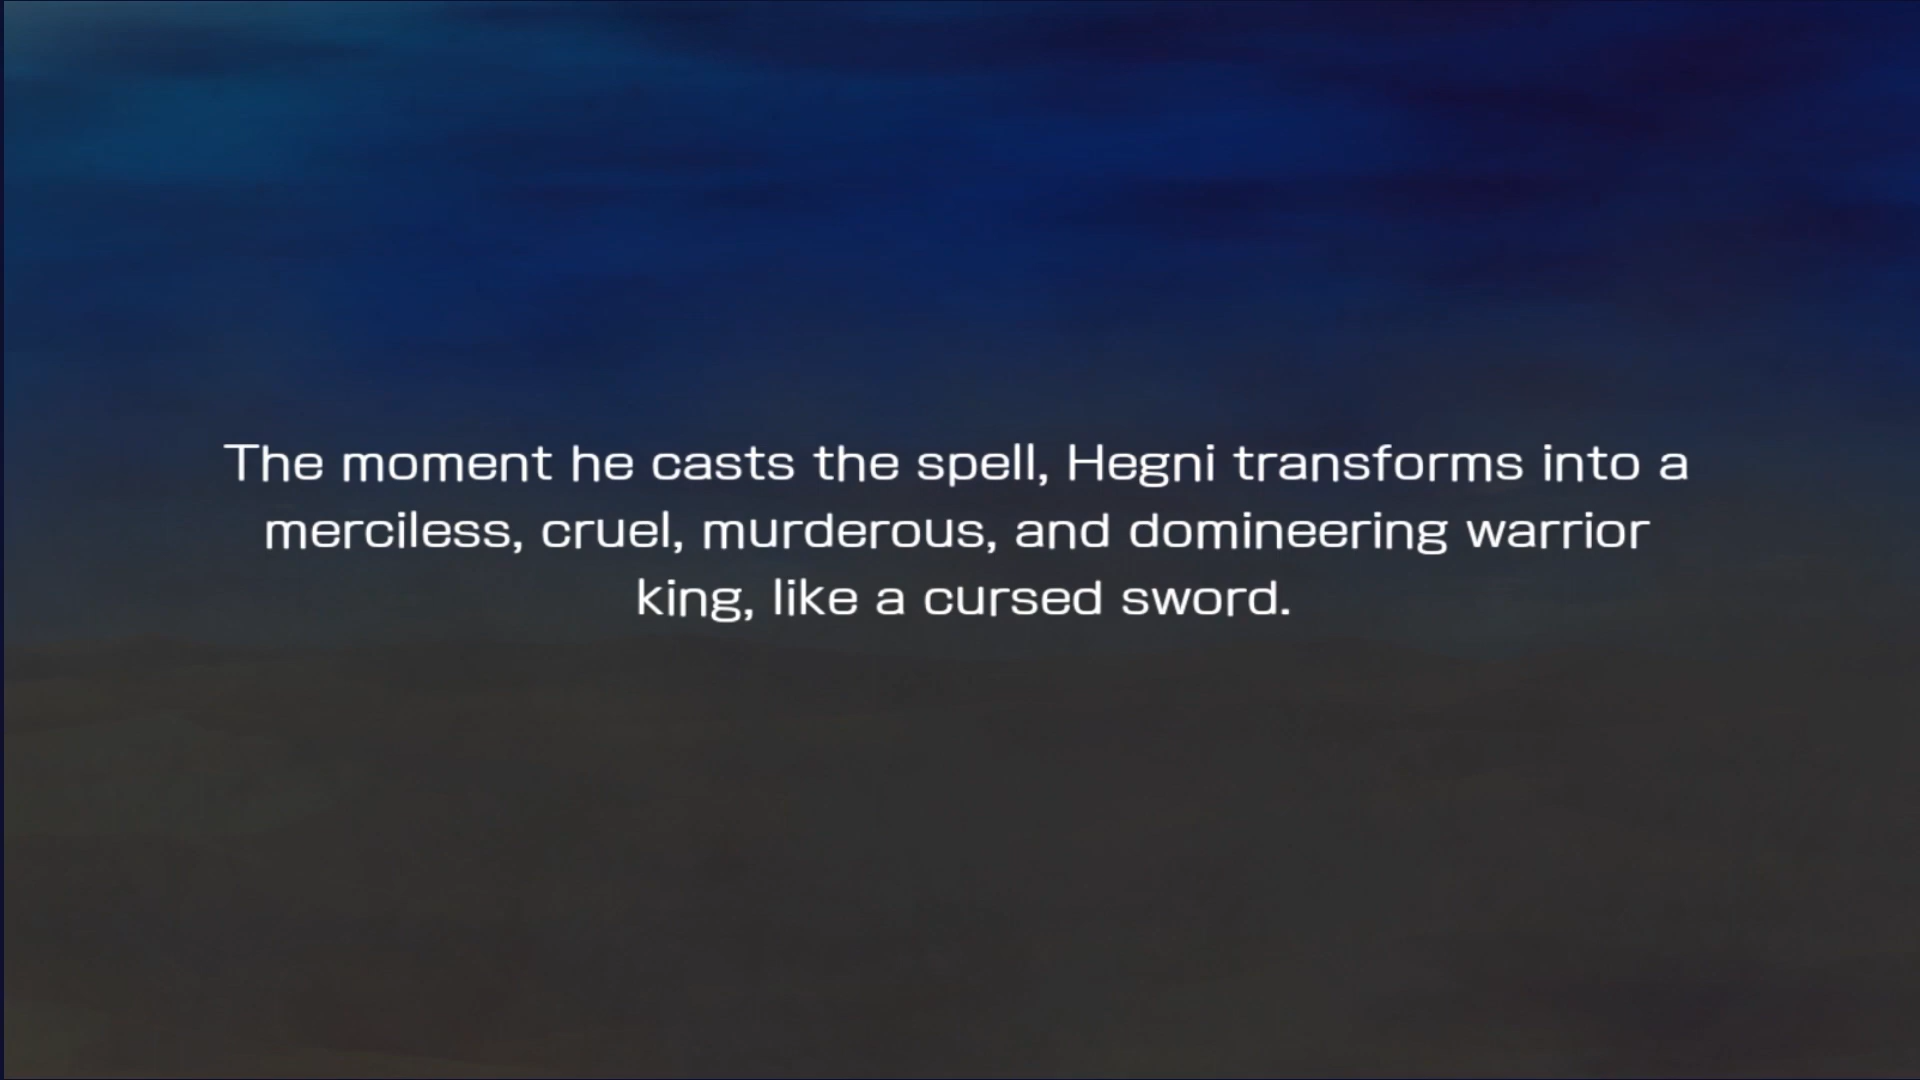 The moment he casts the spell, Hegni transforms into a
merciless, cruel, murderous, and domineering warrior
king, like a cursed sword.